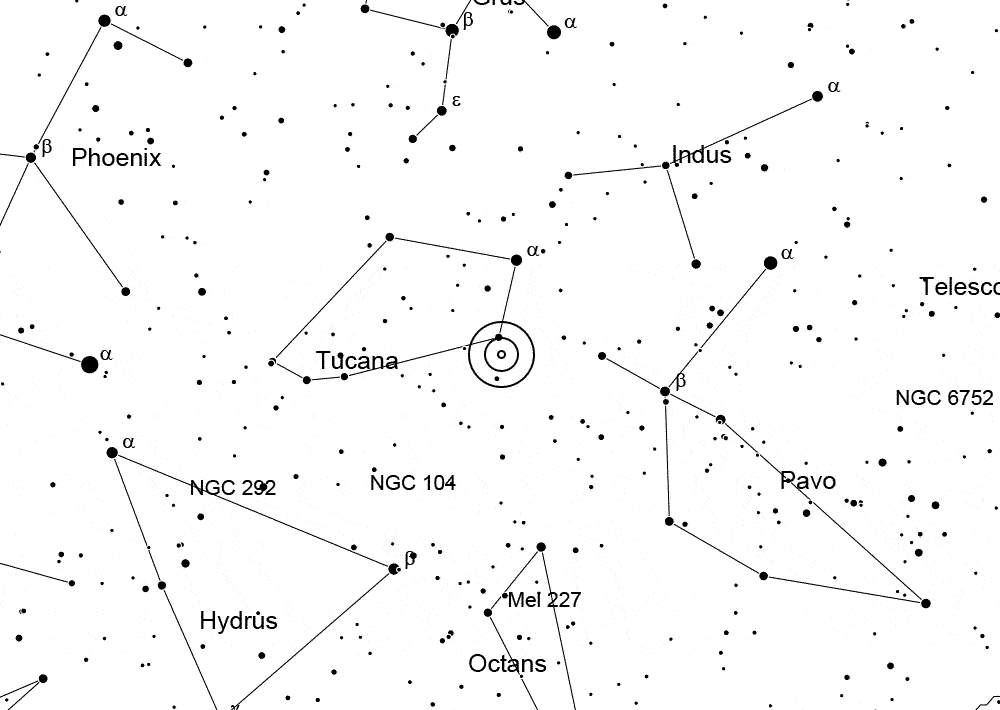 Grus
α
β
α
ε
α
β
Phoenix
Indus
α
α
Telesco
Tucana
α
β
NGC 6752
α
NGC 292
NGC 104
Pavo
β
Mel 227
Hydrus
Octans
γ